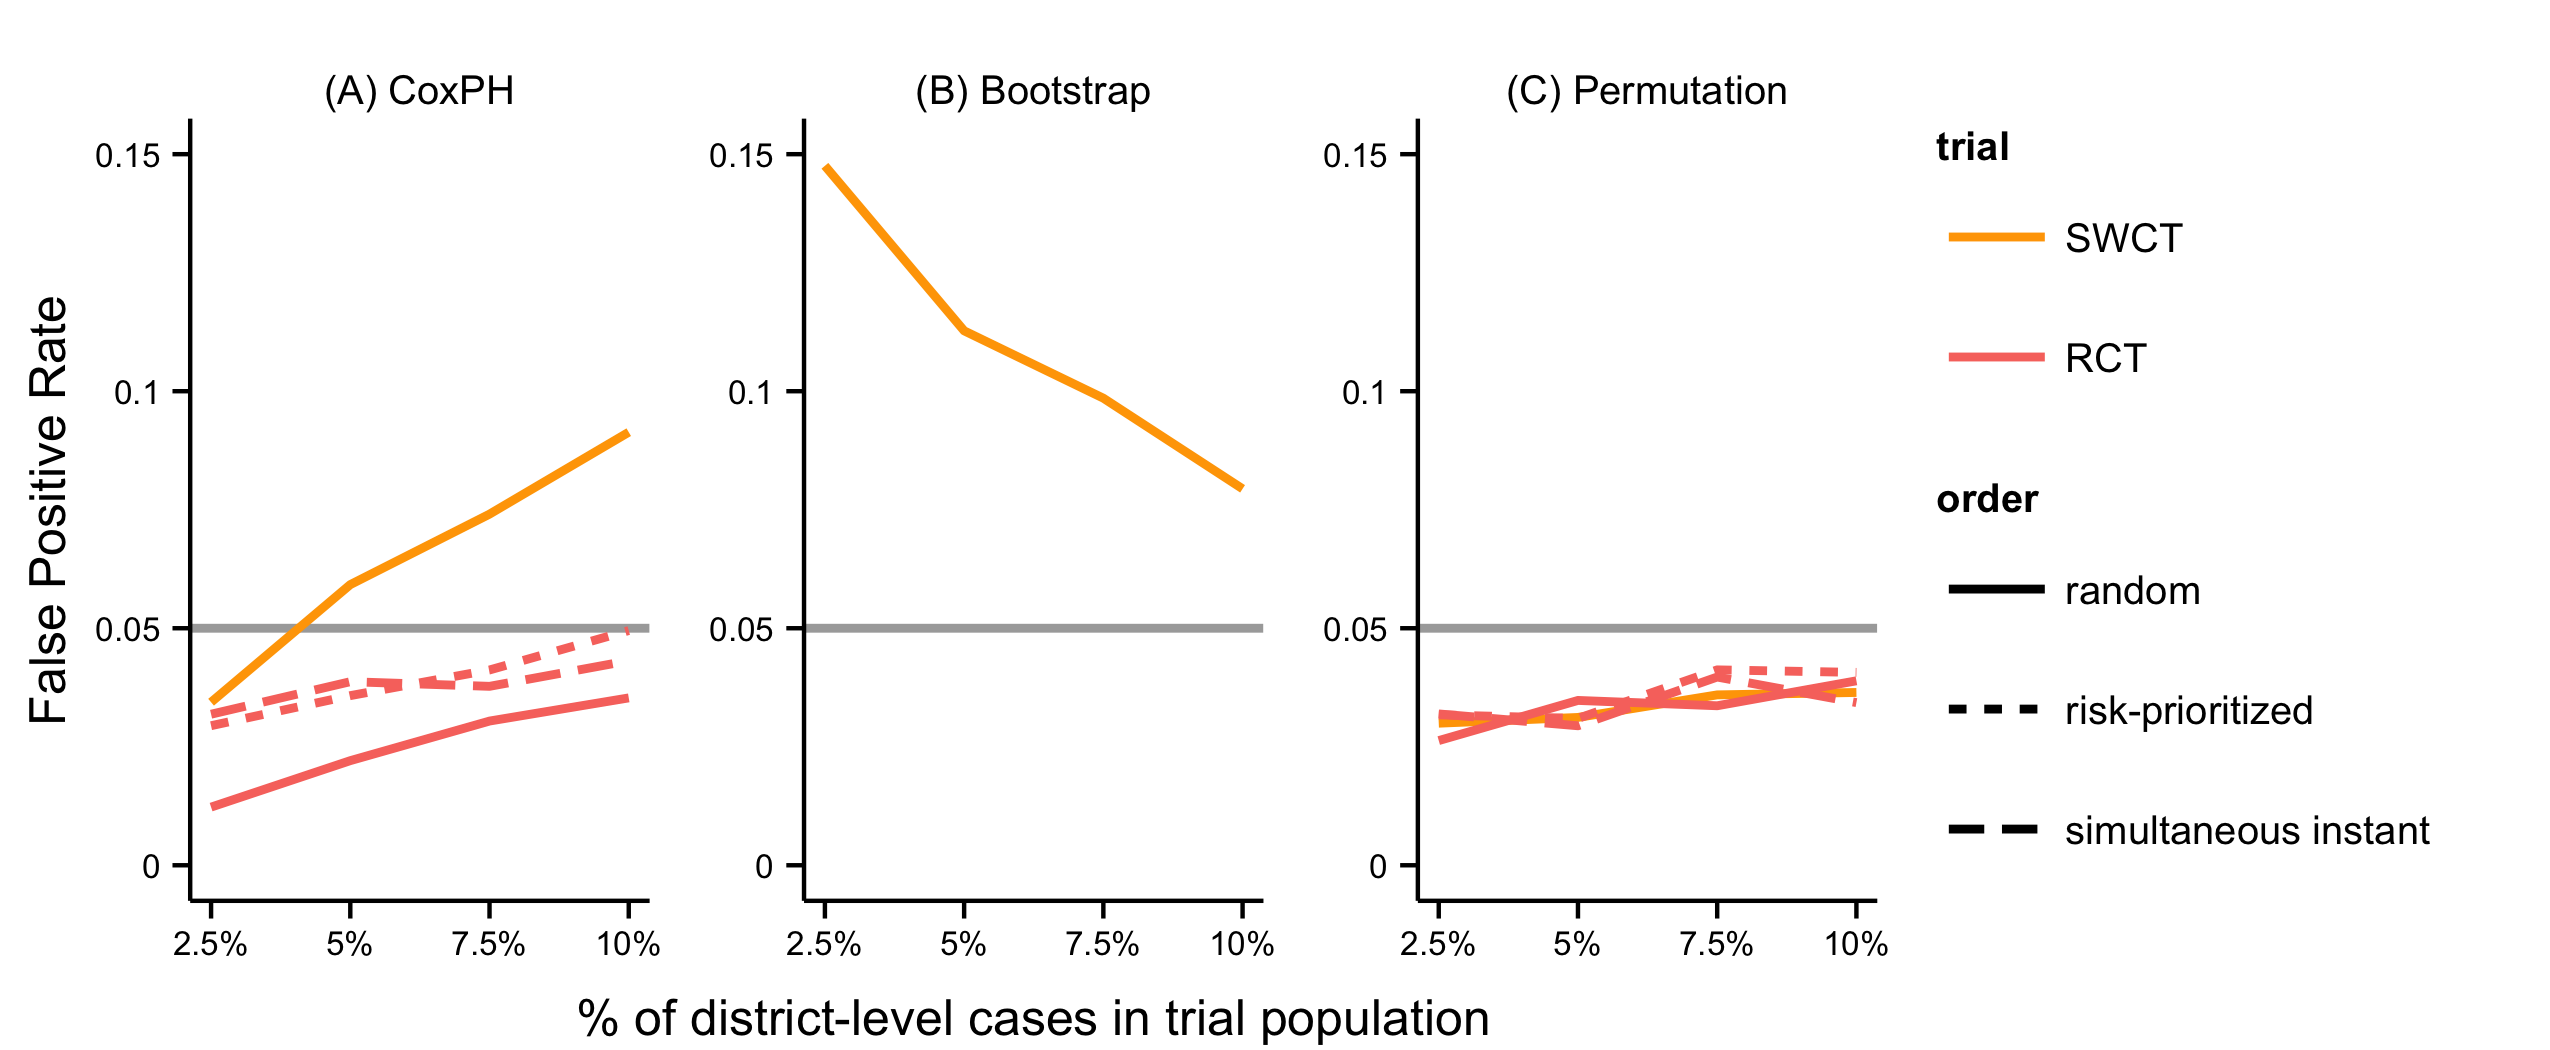 (A) CoxPH
(B) Bootstrap
(C) Permutation
False Positive Rate
0.15
0.1
0.05
0
2.5% 5% 7.5% 10%
0.15
0.1
0.05
0
2.5% 5% 7.5% 10%
0.15
0.1
0.05
0
2.5% 5% 7.5% 10%
% of district-level cases in trial population
trial
SWCT
RCT
order
random
risk-prioritized
simultaneous instant